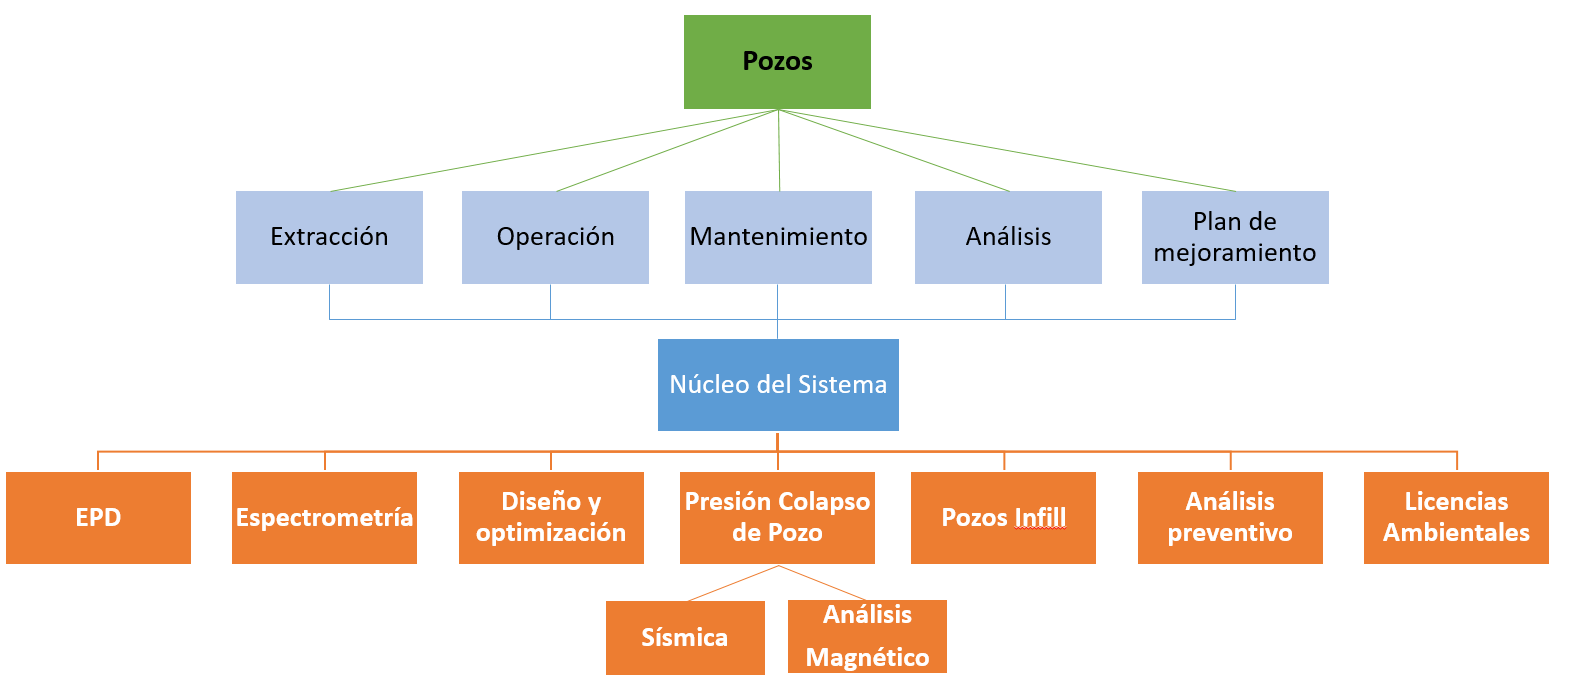 Pozos
Extracción
Operación
Mantenimiento
Análisis
Plan de
mejoramiento
Núcleo del Sistema
EPD
Espectrometría
Diseño y
optimización
Presión Colapso
de Pozo
Pozos Infill
Análisis
preventivo
Licencias
Ambientales
Sísmica
Análisis
Magnético